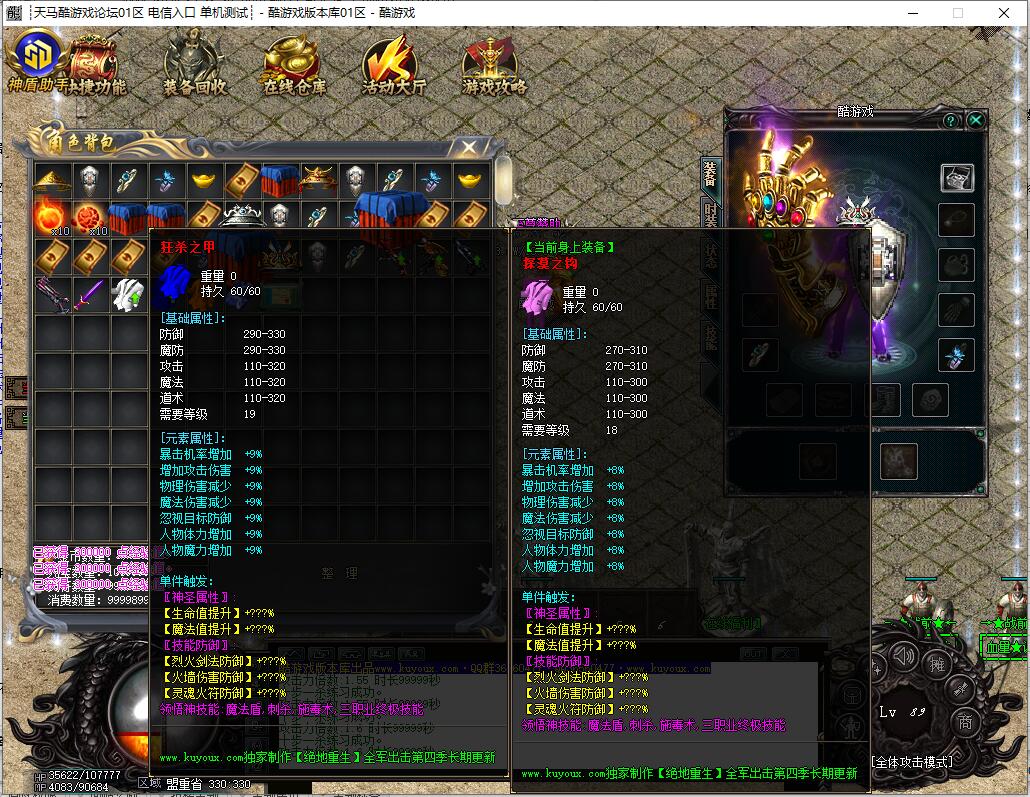 天马酷游戏论坛01区 电信入口 单机测试 - 酷游戏版本库01区 - 酷游戏
神盾助手
快捷功能
装备回收
在线仓库
活动大厅
游戏攻略
角色背包
酷游戏
装备
时装
状态
属性
技能
x10
x10
狂杀之甲
重量 0
持久 60/60
[基础属性]:
防御 290-330
魔防 290-330
攻击 110-320
魔法 110-320
道术 110-320
需要等级 19
[元素属性]:
暴击机率增加 +9%
增加攻击伤害 +9%
物理伤害减少 +9%
魔法伤害减少 +9%
忽视目标防御 +9%
人物体力增加 +9%
人物魔力增加 +9%
单件触发:
〖神圣属性〗:
【生命值提升】+???%
【魔法值提升】+???%
〖技能防御〗:
【烈火剑法防御】+???%
【火墙伤害防御】+???%
【灵魂火符防御】+???%
领悟神技能:魔法盾,刺杀,施毒术,三职业终极技能
www.kuyoux.com独家制作【绝地重生】全军出击第四季长期更新
【当前身上装备】
重量 0
持久 60/60
[基础属性]:
防御 270-310
魔防 270-310
攻击 110-300
魔法 110-300
道术 110-300
需要等级 18
[元素属性]:
暴击机率增加 +8%
增加攻击伤害 +8%
物理伤害减少 +8%
魔法伤害减少 +8%
忽视目标防御 +8%
人物体力增加 +8%
人物魔力增加 +8%
单件触发:
〖神圣属性〗:
【生命值提升】+???%
【魔法值提升】+???%
〖技能防御〗:
【烈火剑法防御】+???%
【火墙伤害防御】+???%
【灵魂火符防御】+???%
领悟神技能:魔法盾,刺杀,施毒术,三职业终极技能
www.kuyoux.com独家制作【绝地重生】全军出击第四季长期更新
整 理
消费数量: 9999899
摊
商
Lv 89
[全体攻击模式]
HP 35622/107777
MP 4083/90684
区域 盟重省 330:330